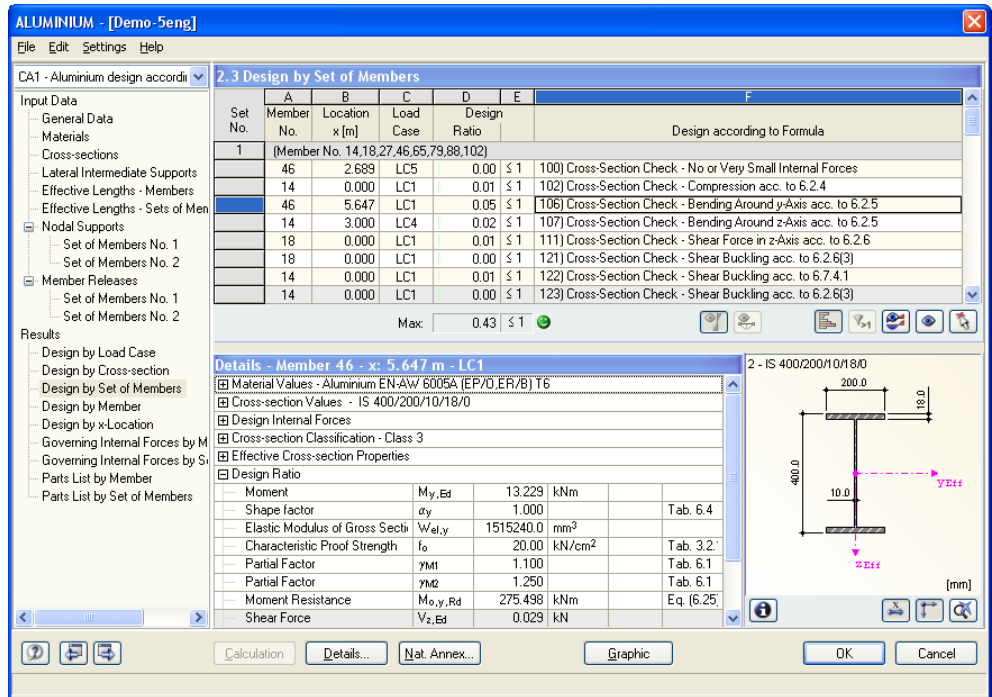 ALUMINIUM - [Demo-5eng]
File Edit Settings Help
CA1 - Aluminium design accordi
Input Data
General Data
Materials
Cross-sections
Lateral Intermediate Supports
Effective Lengths - Members
Effective Lengths - Sets of Men
Nodal Supports
Set of Members No. 1
Set of Members No. 2
Member Releases
Set of Members No. 1
Set of Members No. 2
Results
Design by Load Case
Design by Cross-section
Design by Set of Members
Design by Member
Design by x-Location
Governing Internal Forces by M
Governing Internal Forces by S
Parts List by Member
Parts List by Set of Members
2.3 Design by Set of Members
A B C D E F
Set Member Location Load Design
No. No. x [m] Case Ratio Design according to Formula
1 (Member No. 14,18,27,46,65,79,88,102)
46 2.689 LC5 0.00 ≤ 1 100) Cross-Section Check - No or Very Small Internal Forces
14 0.000 LC1 0.01 ≤ 1 102) Cross-Section Check - Compression acc. to 6.2.4
46 5.647 LC1 0.05 ≤ 1 106) Cross-Section Check - Bending Around y-Axis acc. to 6.2.5
14 3.000 LC4 0.02 ≤ 1 107) Cross-Section Check - Bending Around z-Axis acc. to 6.2.5
18 0.000 LC1 0.01 ≤ 1 111) Cross-Section Check - Shear Force in z-Axis acc. to 6.2.6
18 0.000 LC1 0.00 ≤ 1 121) Cross-Section Check - Shear Buckling acc. to 6.2.6(3)
14 0.000 LC1 0.01 ≤ 1 122) Cross-Section Check - Shear Buckling acc. to 6.7.4.1
14 0.000 LC1 0.00 ≤ 1 123) Cross-Section Check - Shear Buckling acc. to 6.2.6(3)
Max: 0.43 ≤ 1
>1
Details - Member 46 - x: 5.647 m - LC1
Material Values - Aluminium EN-AW 6005A (EP/O,ER/B) T6
Cross-section Values - IS 400/200/10/18/0
Design Internal Forces
Cross-section Classification - Class 3
Effective Cross-section Properties
Design Ratio
Moment My,Ed 13.229 kNm
Shape factor αy 1.000 Tab. 6.4
Elastic Modulus of Gross Secti Wel,y 1515240.0 mm3
Characteristic Proof Strength fo 20.00 kN/cm2 Tab. 3.2.
Partial Factor γM1 1.100 Tab. 6.1
Partial Factor γM2 1.250 Tab. 6.1
Moment Resistance Mo,y,Rd 275.498 kNm Eq. (6.25
Shear Force Vz,Ed 0.029 kN
2 - IS 400/200/10/18/0
200.0
18.0
400.0
10.0
yEff
zEff
[mm]
Calculation Details... Nat. Annex... Graphic OK Cancel